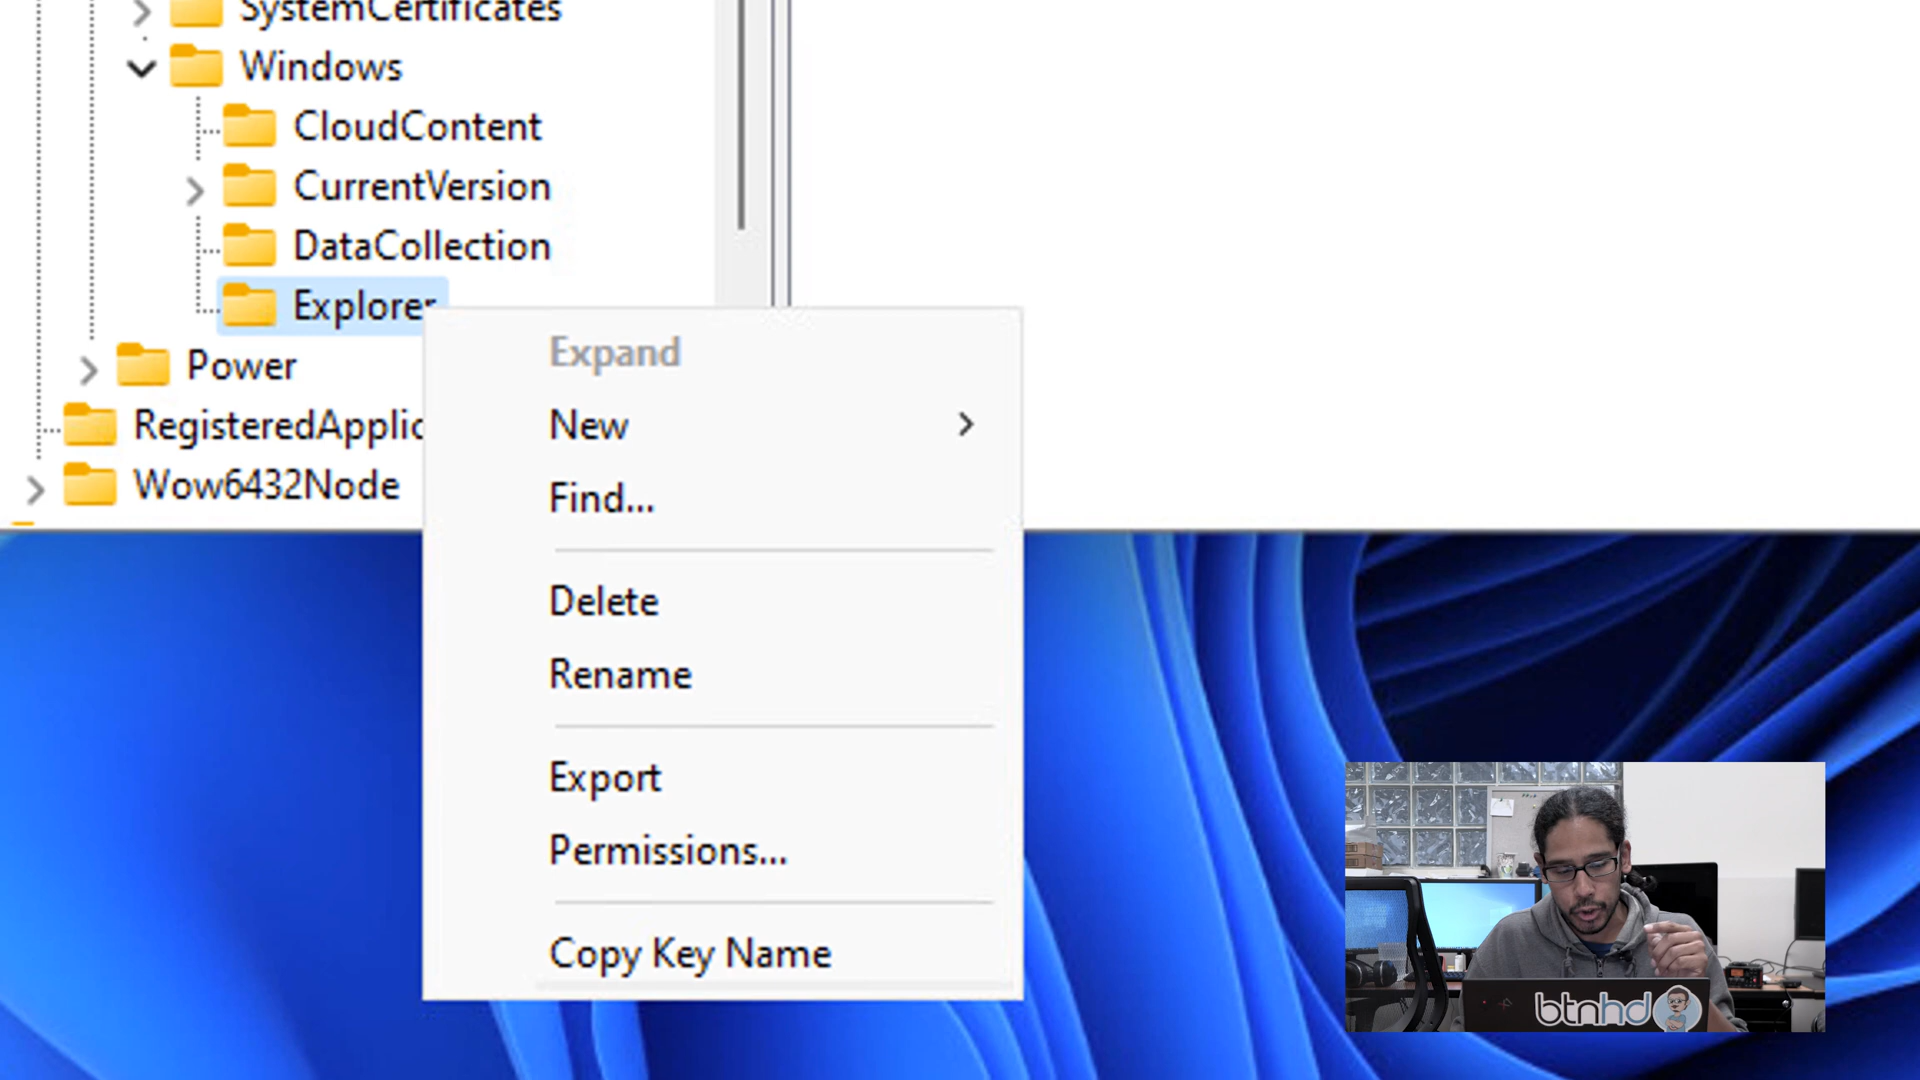 SystemCertificates
Windows
CloudContent
CurrentVersion
DataCollection
Explorer
Power
RegisteredApplic
Wow6432Node
Expand
New
Find...
Delete
Rename
Export
Permissions...
Copy Key Name
btnhd